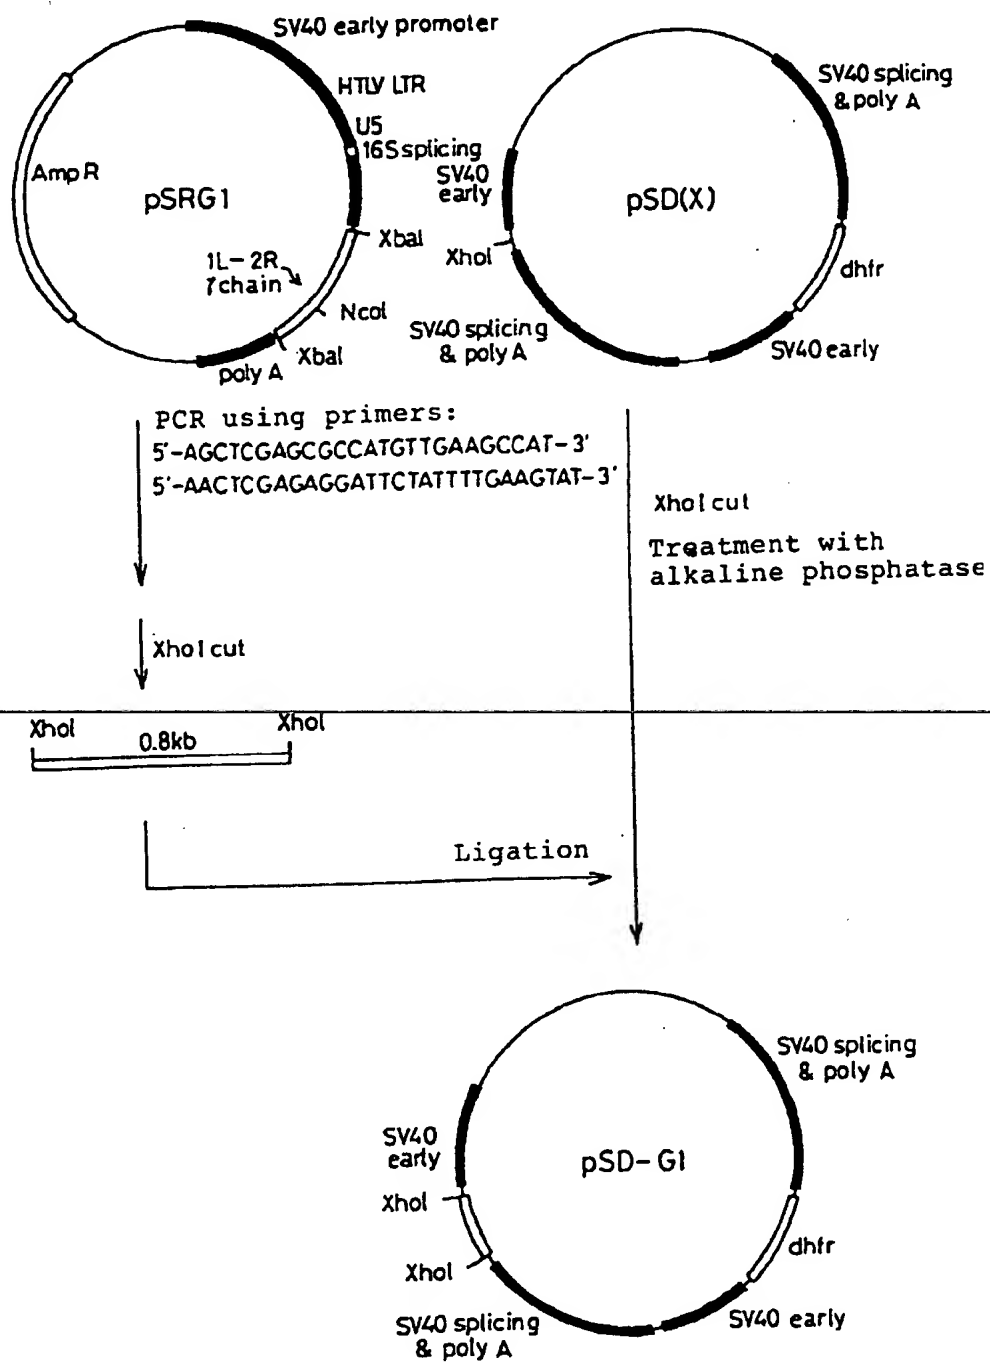 SV40 early promoter
HTLV LTR
U5
16S splicing
AmpR
pSRG1
XbaI
IL-2R
γchain
NcoI
XbaI
poly A
SV40 splicing
& poly A
SV40
early
pSD(X)
XhoI
dhfr
SV40 splicing
& poly A
SV40 early
PCR using primers:
5'-AGCTCGAGCGCCATGTTGAAGCCAT-3'
5'-AACTCGAGAGGATTCTATTTTGAAGTAT-3'
XhoI cut
Treatment with
alkaline phosphatase
XhoI cut
XhoI
XhoI
0.8kb
Ligation
SV40 splicing
& poly A
SV40
early
pSD-G1
XhoI
XhoI
dhfr
SV40 splicing
& poly A
SV40 early